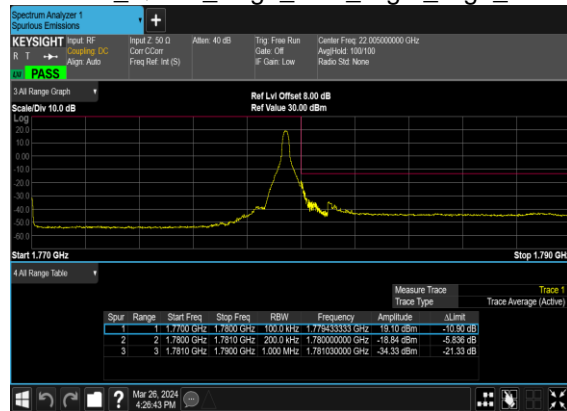 Spectrum Analyzer 1
Spurious Emissions
KEYSIGHT Input: RF Input Z: 50 Ω Atten: 40 dB Trig: Free Run Center Freq: 22.005000000 GHz
R T Coupling: DC Corr CCorr Gate: Off Avg|Hold: 100/100
Align: Auto Freq Ref: Int (S) IF Gain: Low Radio Std: None
PASS
3 All Range Graph Ref Lvl Offset 8.00 dB
Scale/Div 10.0 dB Ref Value 30.00 dBm
Log
20.0
10.0
0.00
-10.0
-20.0
-30.0
-40.0
-50.0
-60.0
Start 1.770 GHz Stop 1.790 GHz
4 All Range Table
Measure Trace Trace 1
Trace Type Trace Average (Active)
Spur Range Start Freq Stop Freq RBW Frequency Amplitude ΔLimit
1 1 1.7700 GHz 1.7800 GHz 100.0 kHz 1.779433333 GHz 19.10 dBm -10.90 dB
2 2 1.7800 GHz 1.7810 GHz 200.0 kHz 1.780000000 GHz -18.84 dBm -5.836 dB
3 3 1.7810 GHz 1.7900 GHz 1.000 MHz 1.781030000 GHz -34.33 dBm -21.33 dB
? Mar 26, 2024
4:26:43 PM